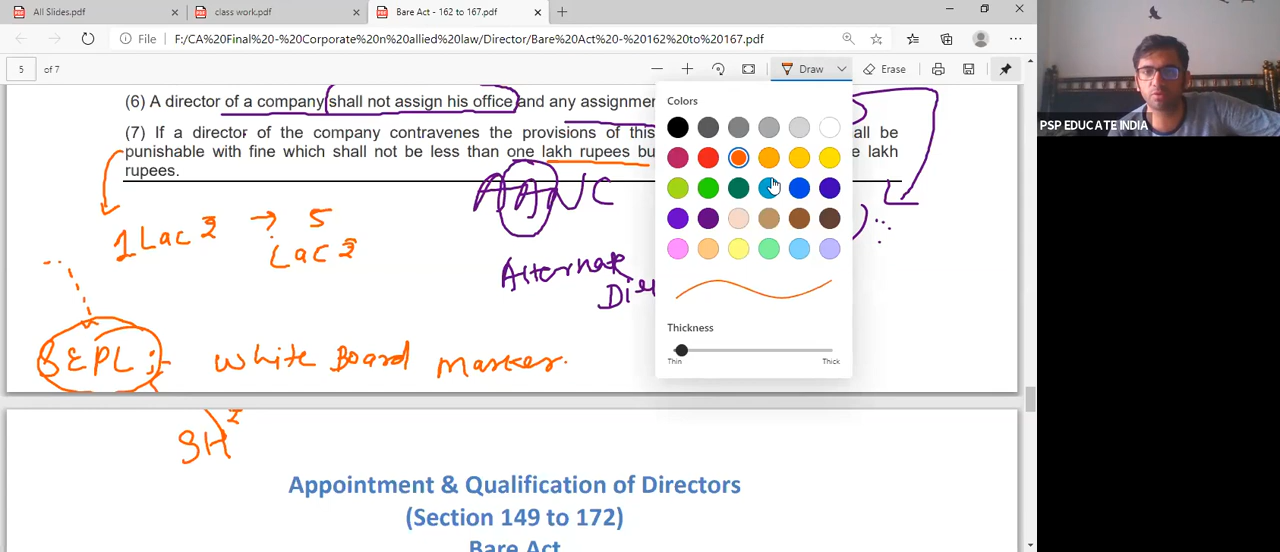 All Slides.pdf
class work.pdf
Bare Act - 162 to 167.pdf
File F:/CA%20Final%20-%20Corporate%20n%20allied%20law/Director/Bare%20Act%20-%20162%20to%20167.pdf
5 of 7
Draw
Erase
PSP EDUCATE INDIA
(6) A director of a company shall not assign his office and any assignme
(7) If a director of the company contravenes the provisions of this all be
punishable with fine which shall not be less than one lakh rupees bu e lakh
rupees.
Colors
Thickness
Thin Thick
1 Lac → 5
Lac
AANC
Alternate
Dire
SEPL :- White Board marker.
SH
Appointment & Qualification of Directors
(Section 149 to 172)
Bare Act